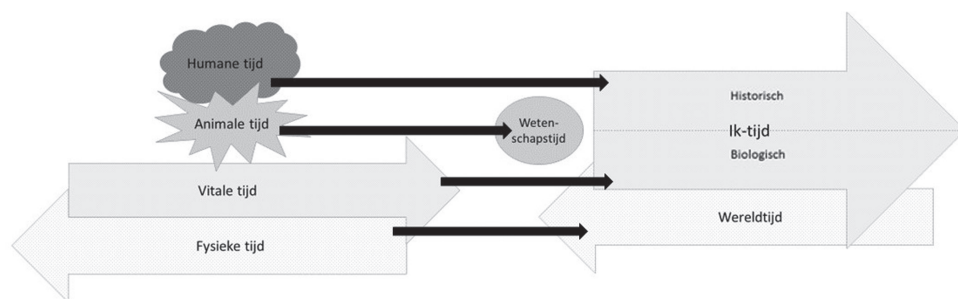 Humane tijd
Animale tijd
Vitale tijd
Fysieke tijd
Weten-
schapstijd
Historisch
Ik-tijd
Biologisch
Wereldtijd